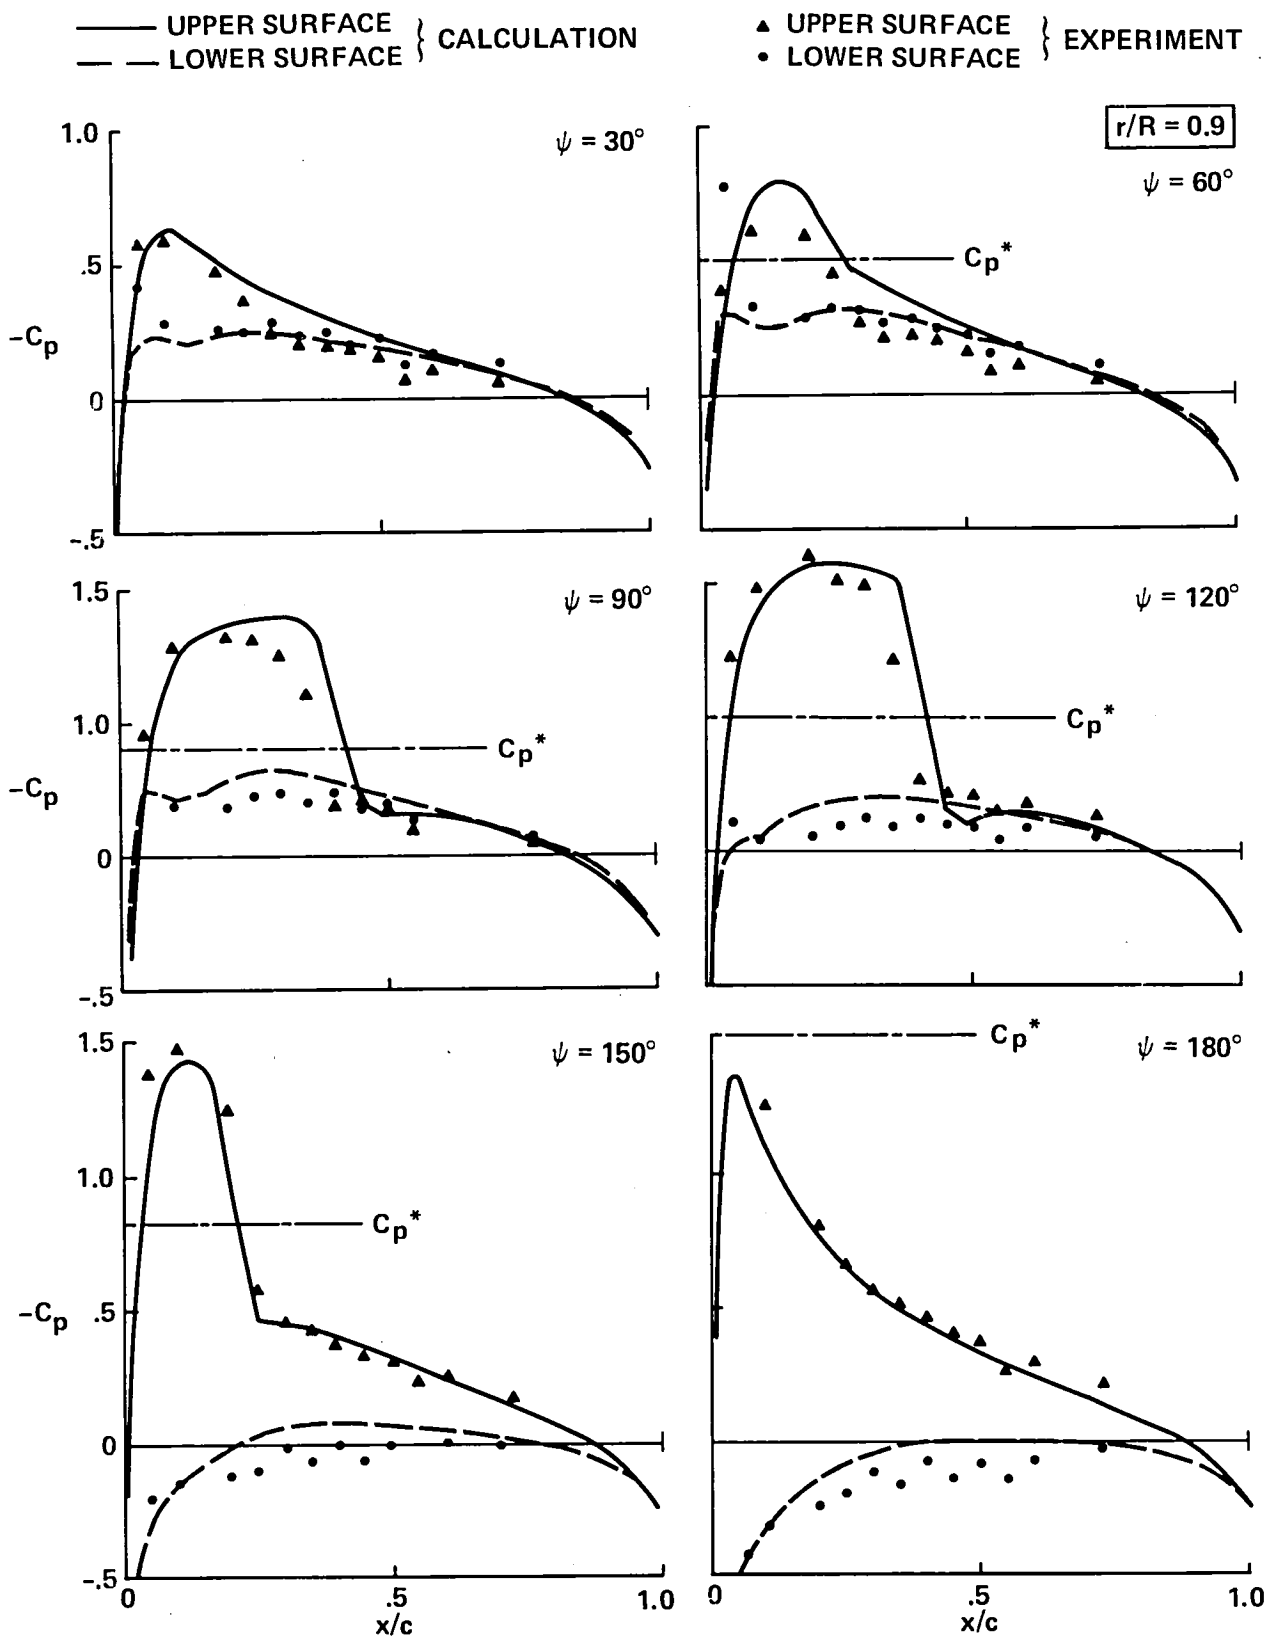 UPPER SURFACE } CALCULATION
LOWER SURFACE
▲ UPPER SURFACE } EXPERIMENT
● LOWER SURFACE
r/R = 0.9
1.0
.5
0
-.5
-Cp
ψ = 30°
ψ = 60°
Cp*
1.5
1.0
0
-.5
-Cp
ψ = 90°
Cp*
ψ = 120°
Cp*
1.5
1.0
.5
0
-.5
-Cp
ψ = 150°
Cp*
0
.5
1.0
x/c
Cp*
ψ = 180°
0
.5
1.0
x/c